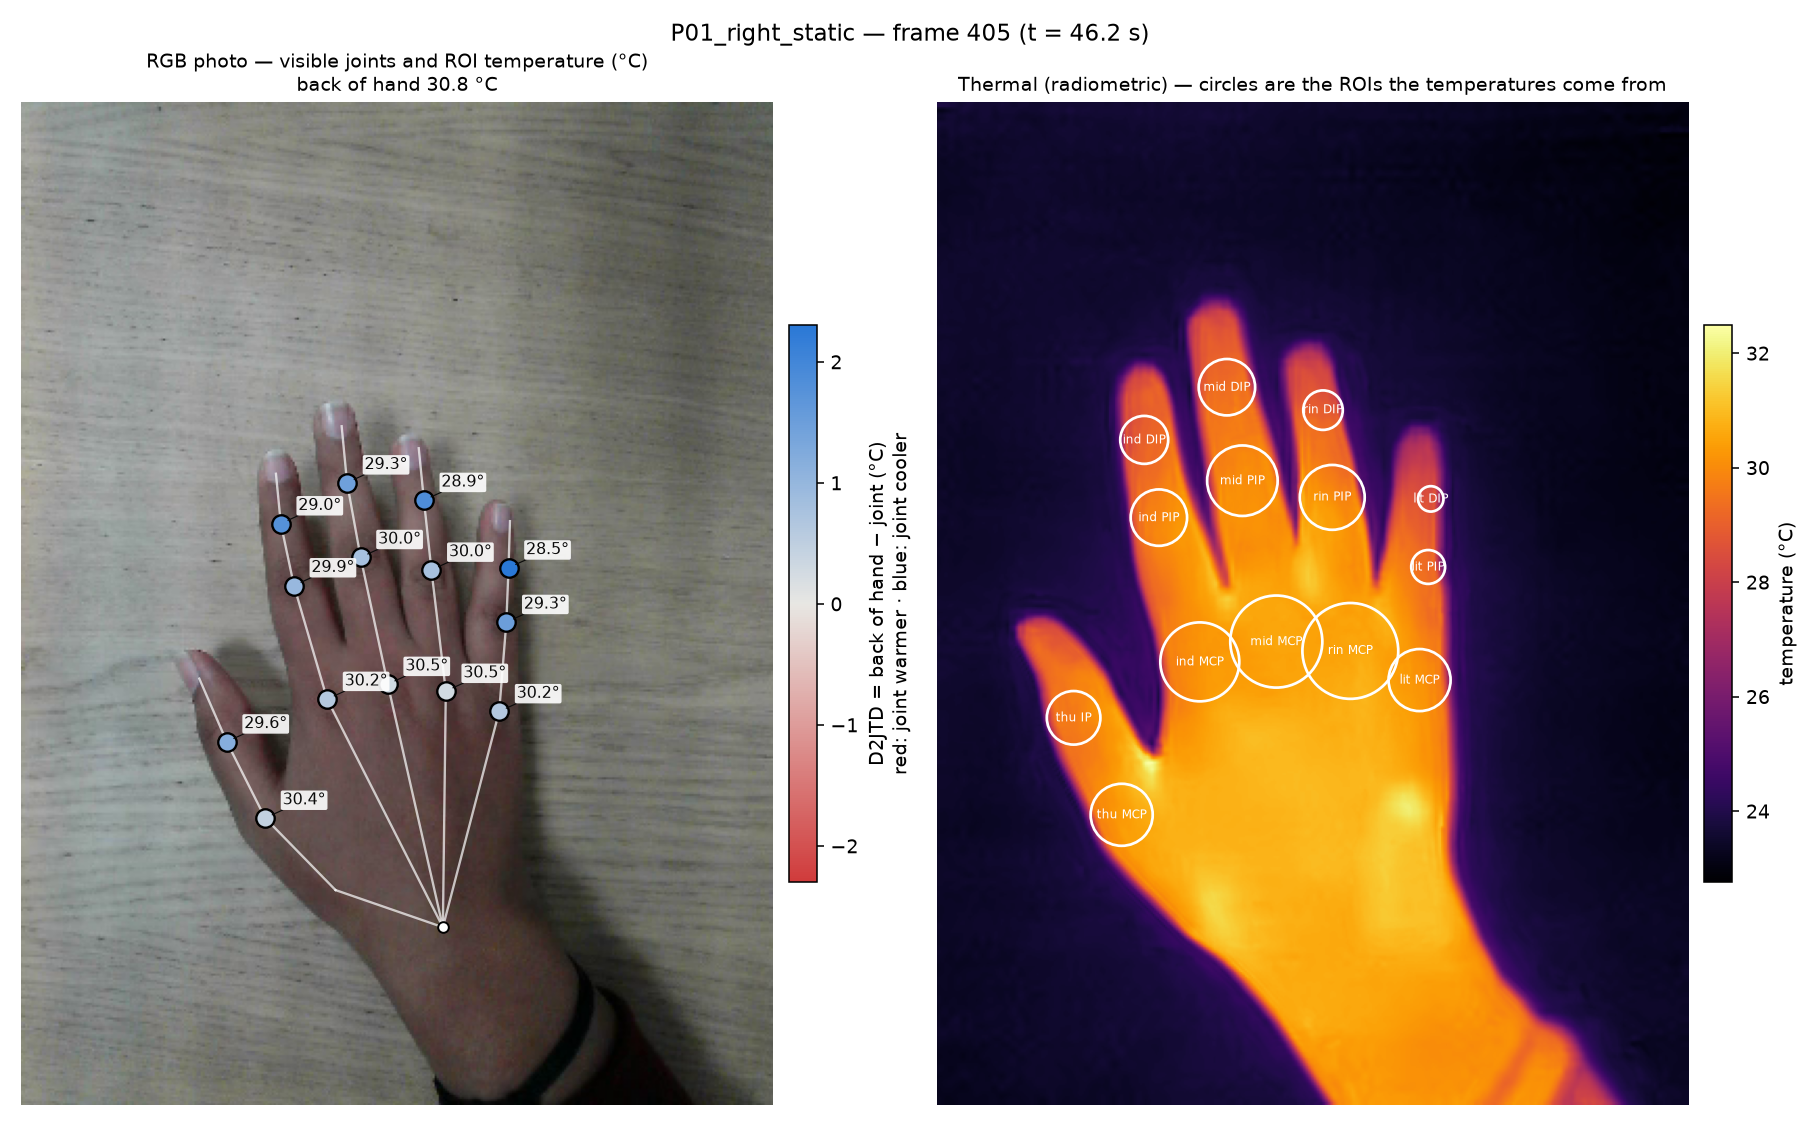 P01_right_static — frame 405 (t = 46.2 s)
RGB photo — visible joints and ROI temperature (°C)
back of hand 30.8 °C
29.3°
28.9°
29.0°
28.5°
30.0°
30.0°
29.9°
29.3°
30.5°
30.5°
30.2°
30.2°
29.6°
30.4°
2
1
0
−1
−2
D2JTD = back of hand − joint (°C)
red: joint warmer · blue: joint cooler
Thermal (radiometric) — circles are the ROIs the temperatures come from
mid DIP
rin DIP
ind DIP
mid PIP
rin PIP
lit DIP
ind PIP
lit PIP
mid MCP
rin MCP
ind MCP
lit MCP
thu IP
thu MCP
32
30
28
26
24
temperature (°C)